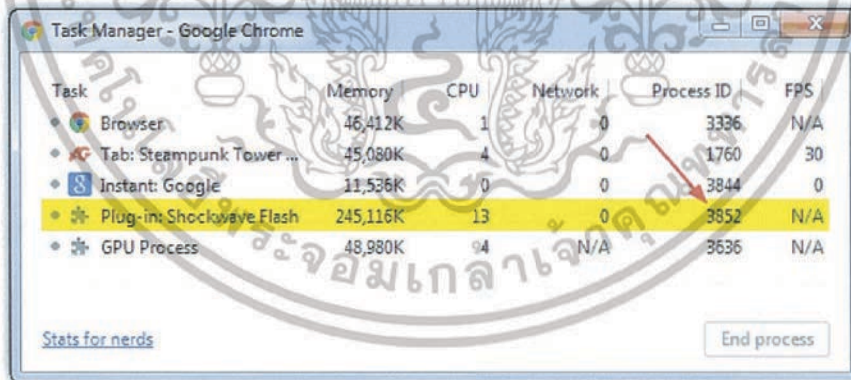 Task Manager - Google Chrome
Task Memory CPU Network Process ID FPS
Browser 46,412K 1 0 3336 N/A
Tab: Steampunk Tower ... 45,080K 4 0 1760 30
Instant: Google 11,536K 0 0 3844 0
Plug-in: Shockwave Flash 245,116K 13 0 3852 N/A
GPU Process 48,980K 4 N/A 3636 N/A
Stats for nerds End process